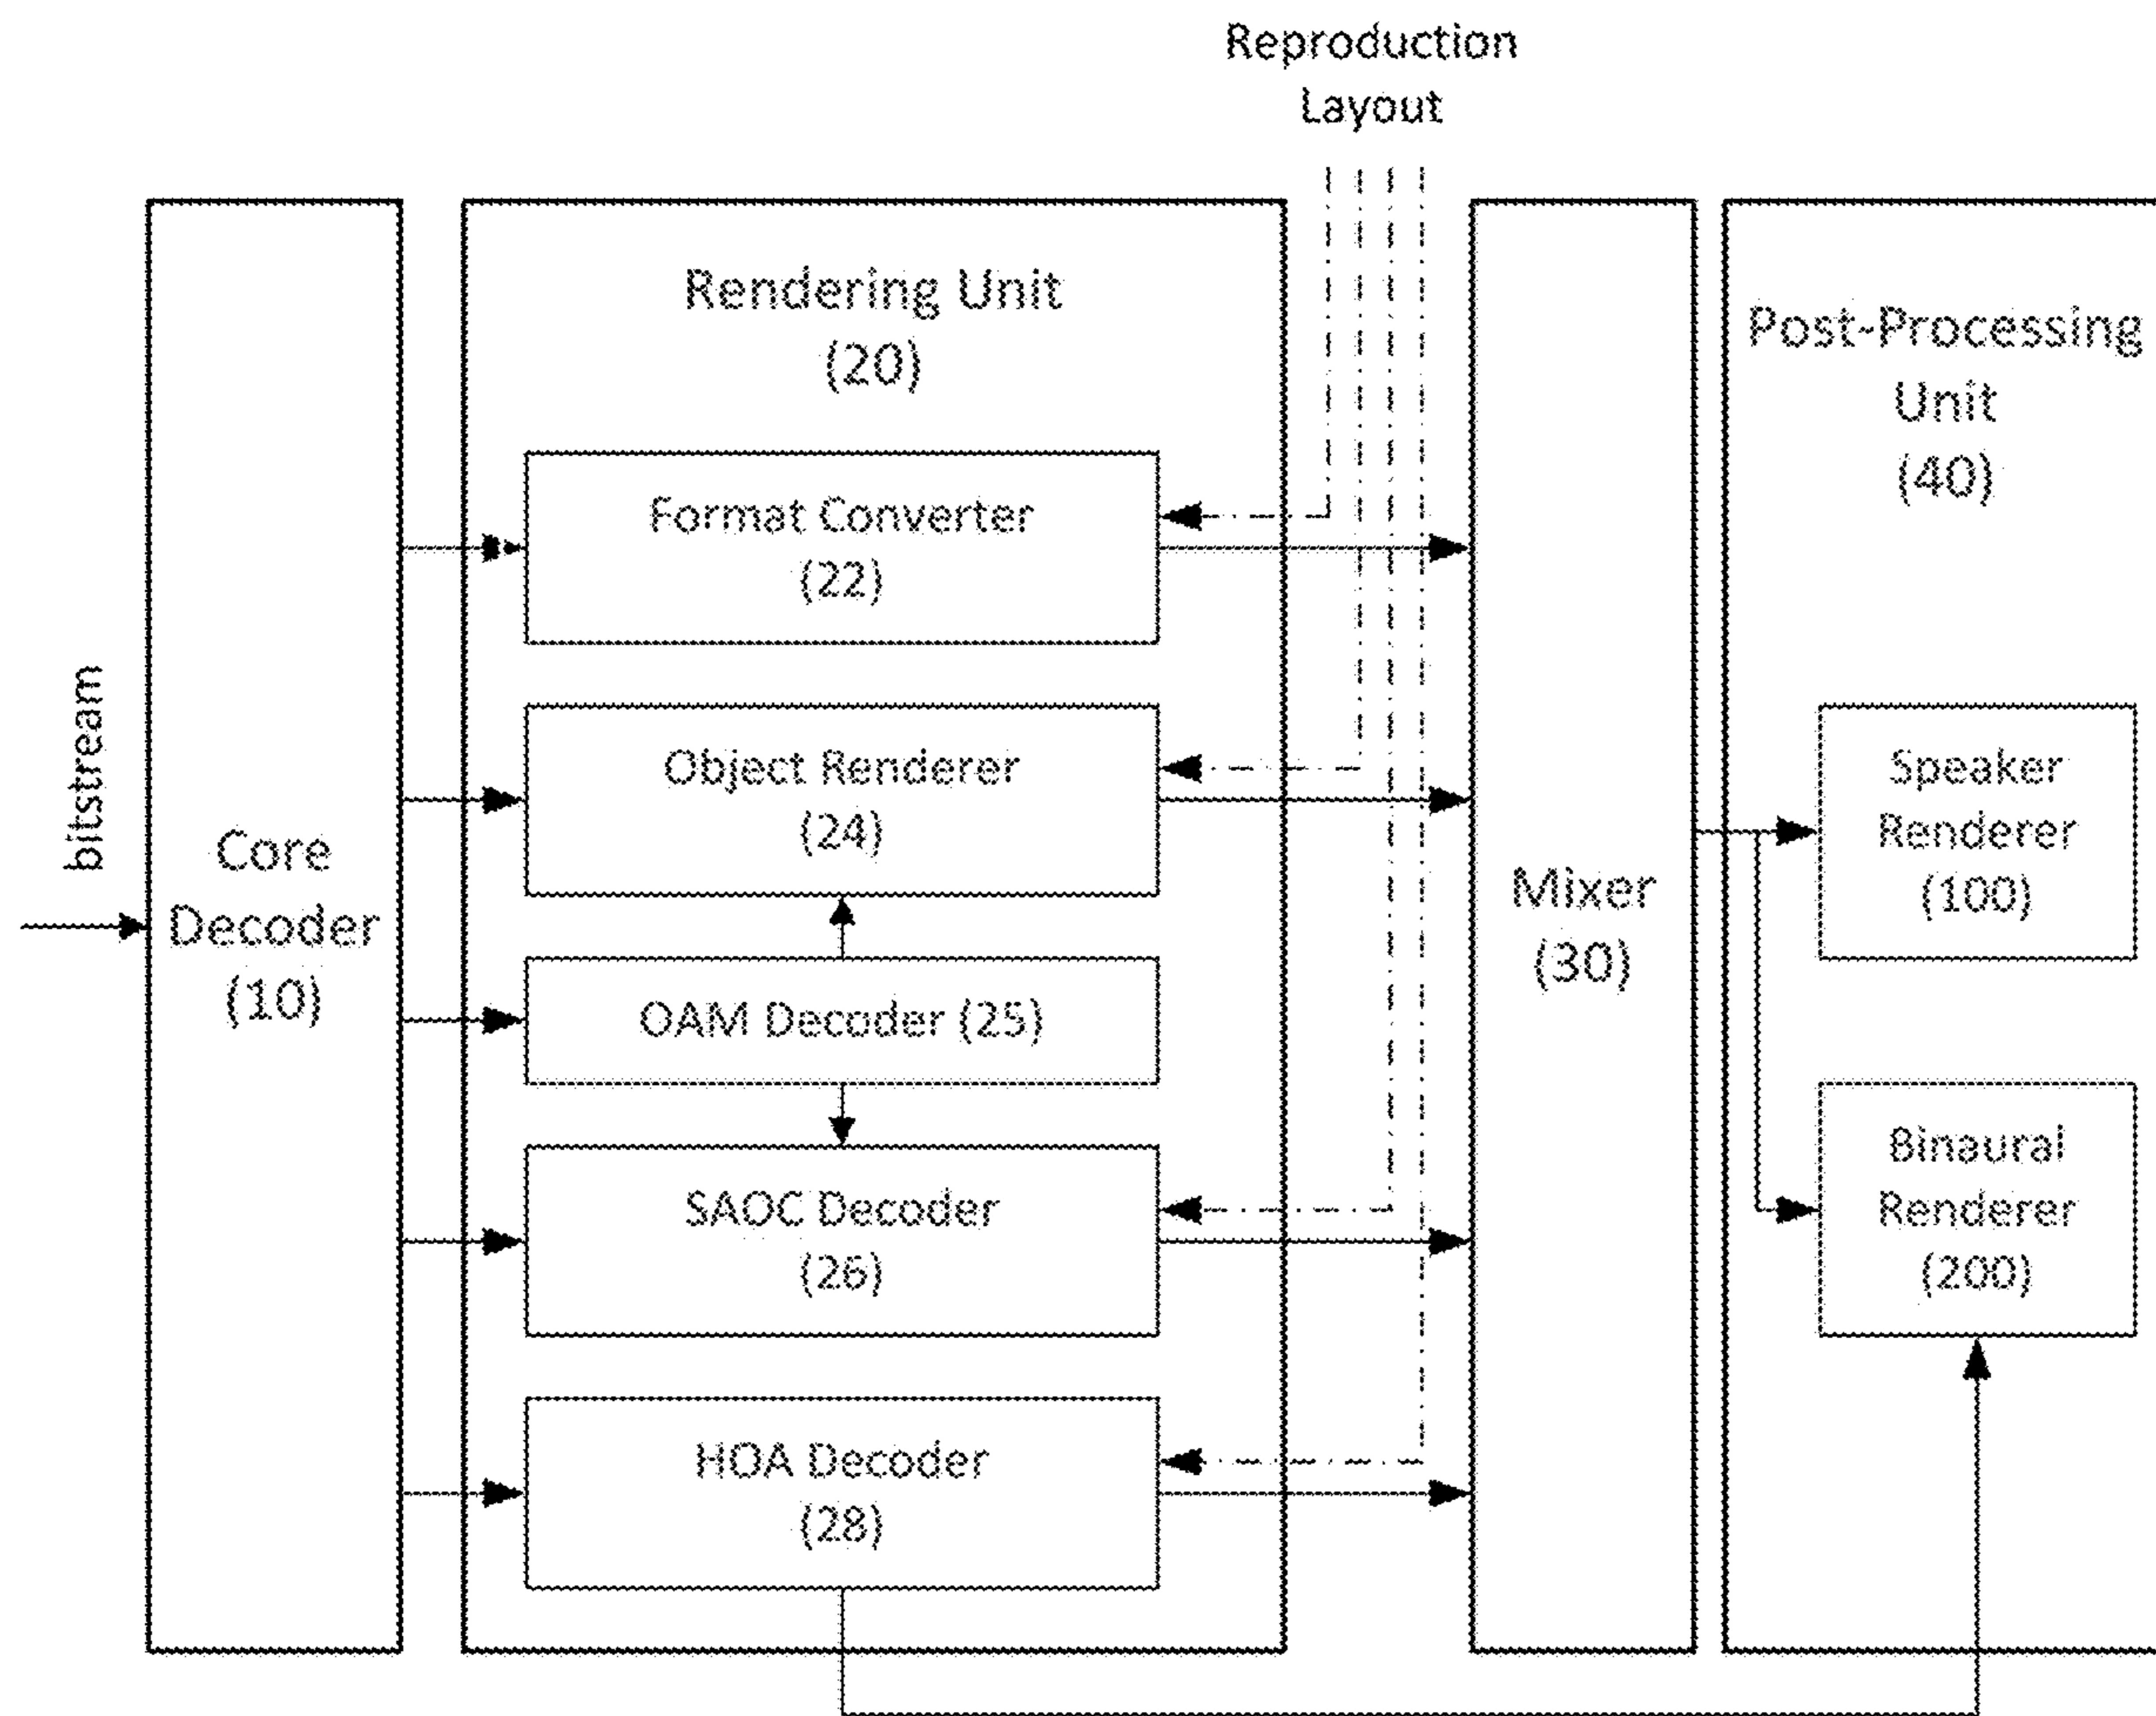 Reproduction
Layout
bitstream
Core
Decoder
(10)
Rendering Unit
(20)
Format Converter
(22)
Object Renderer
(24)
OAM Decoder (25)
SAOC Decoder
(26)
HOA Decoder
(28)
Mixer
(30)
Post-Processing
Unit
(40)
Speaker
Renderer
(100)
Binaural
Renderer
(200)